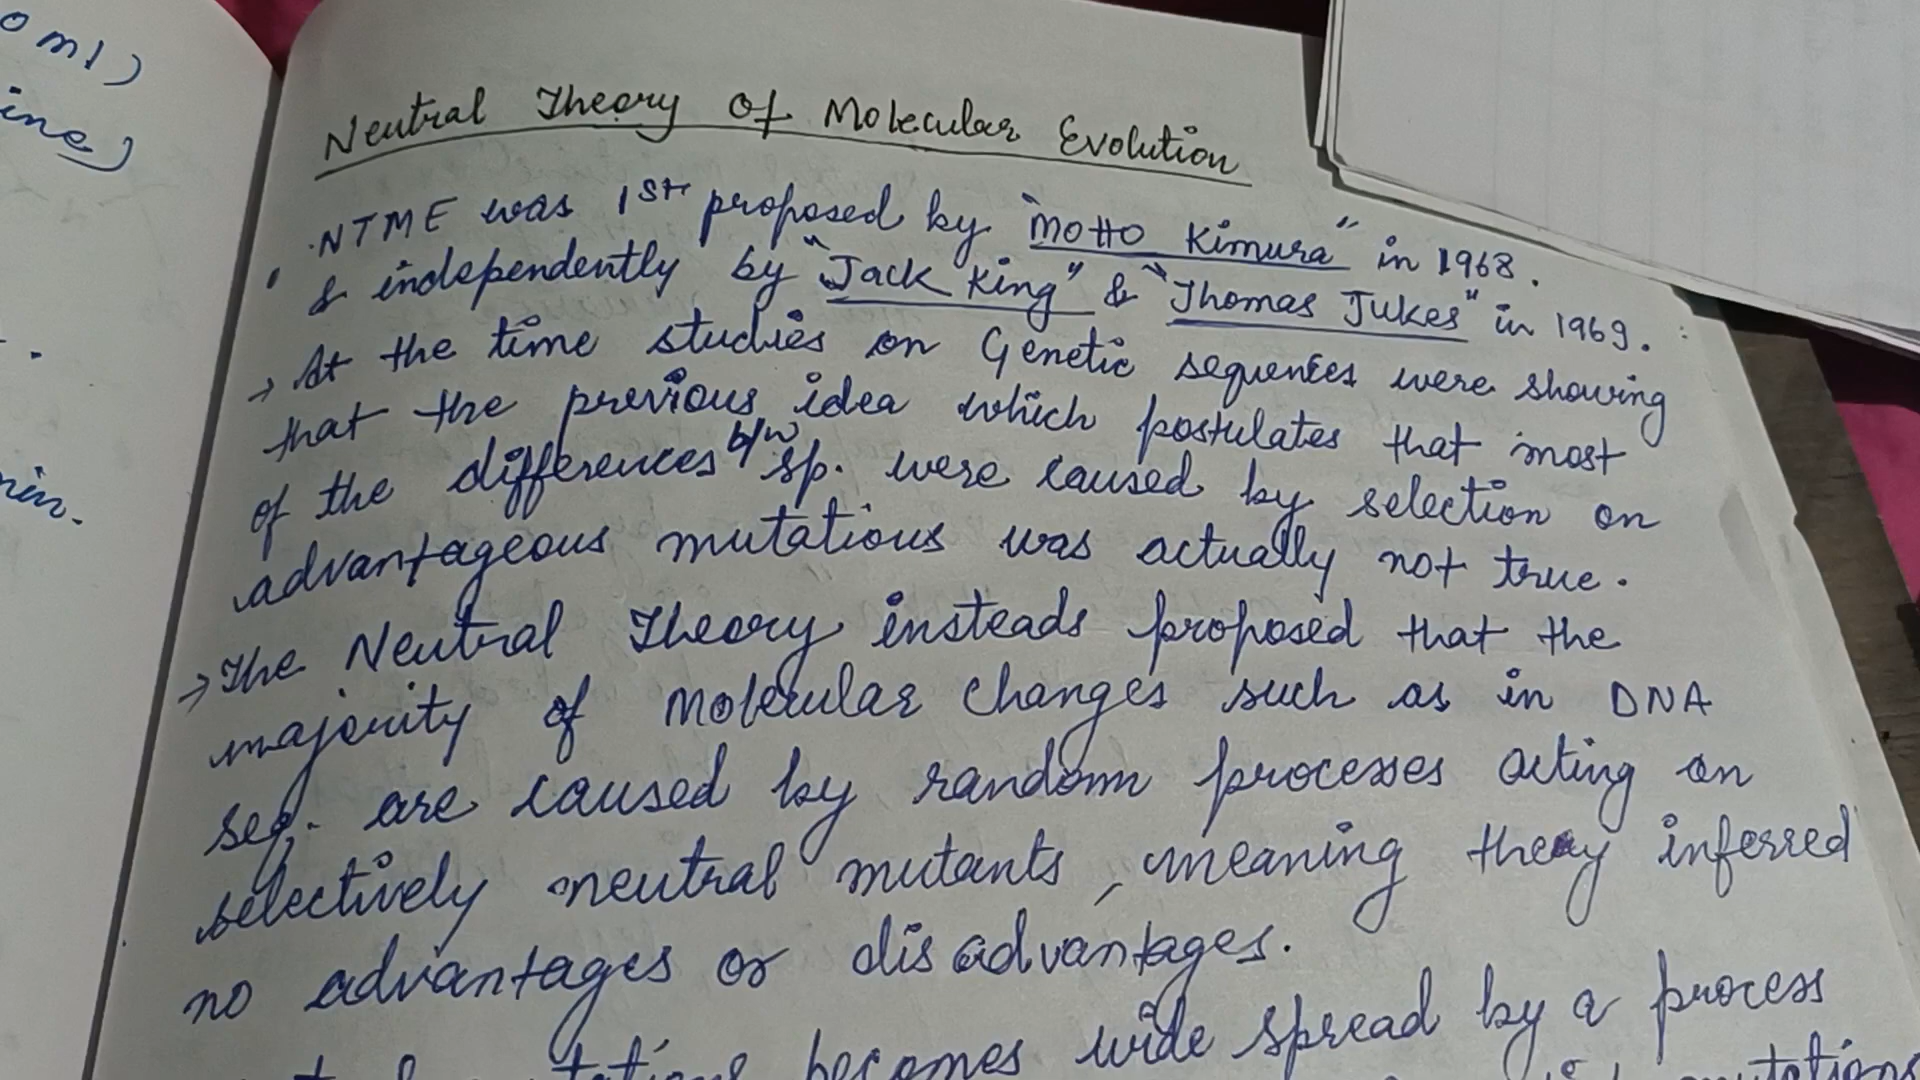 o ml)
ine)
min.
Neutral Theory Of Molecular Evolution
NTME was 1st proposed by "Motto Kimura" in 1968.
& independently by "Jack King" & "Thomas Jukes" in 1969.
→ At the time studies on Genetic sequences were showing
that the previous idea which postulates that most
of the differences b/w sp. were caused by selection on
advantageous mutations was actually not true.
→ The Neutral Theory insteads proposed that the
majority of Molecular changes such as in DNA
seq. are caused by random processes acting on
selectively neutral mutants, meaning theey inferred
no advantages or disadvantages.
becomes wide spread by a process